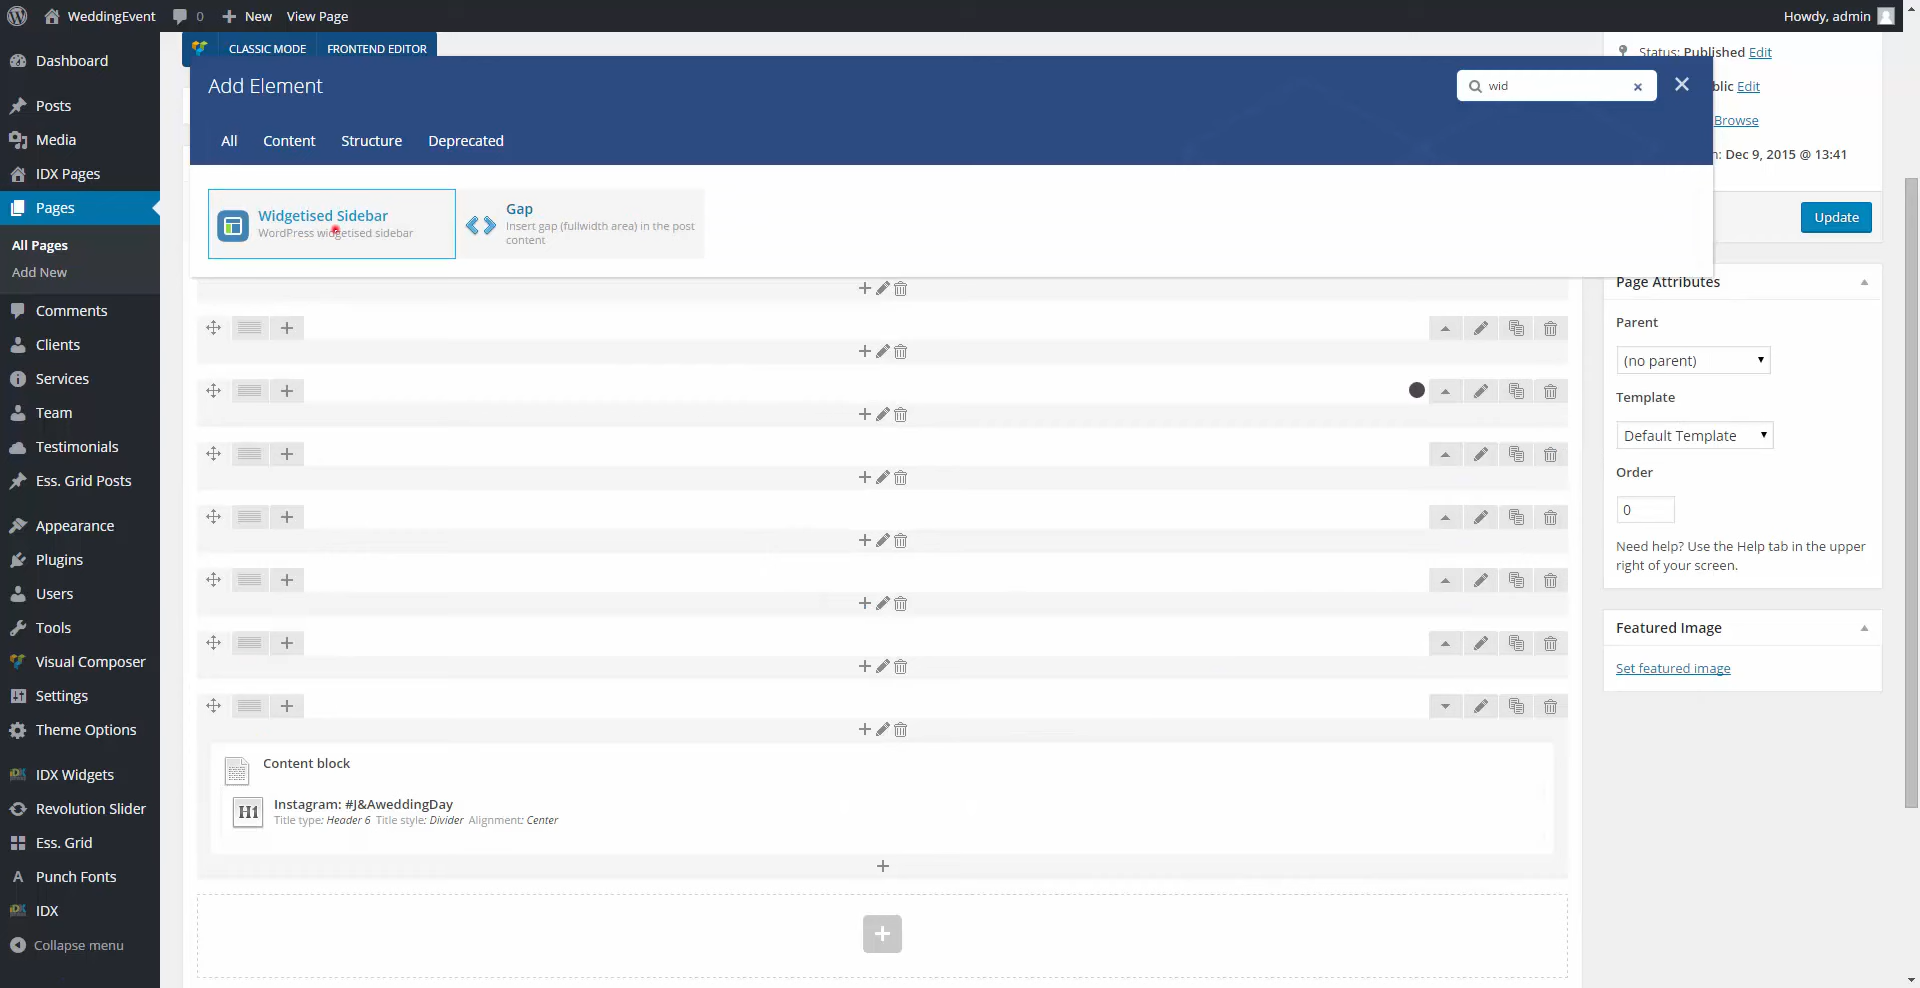 WeddingEvent 0 New View Page Howdy, admin
Dashboard
Posts
Media
IDX Pages
Pages
All Pages
Add New
Comments
Clients
Services
Team
Testimonials
Ess. Grid Posts
Appearance
Plugins
Users
Tools
Visual Composer
Settings
Theme Options
IDX Widgets
Revolution Slider
Ess. Grid
Punch Fonts
IDX
Collapse menu
CLASSIC MODE FRONTEND EDITOR
Add Element
wid
All Content Structure Deprecated
Widgetised Sidebar
WordPress widgetised sidebar
Gap
Insert gap (fullwidth area) in the post
content
Content block
H1
Instagram: #J&AweddingDay
Title type: Header 6 Title style: Divider Alignment: Center
Status: Published Edit
blic Edit
Browse
n: Dec 9, 2015 @ 13:41
Update
Page Attributes
Parent
(no parent)
Template
Default Template
Order
0
Need help? Use the Help tab in the upper
right of your screen.
Featured Image
Set featured image